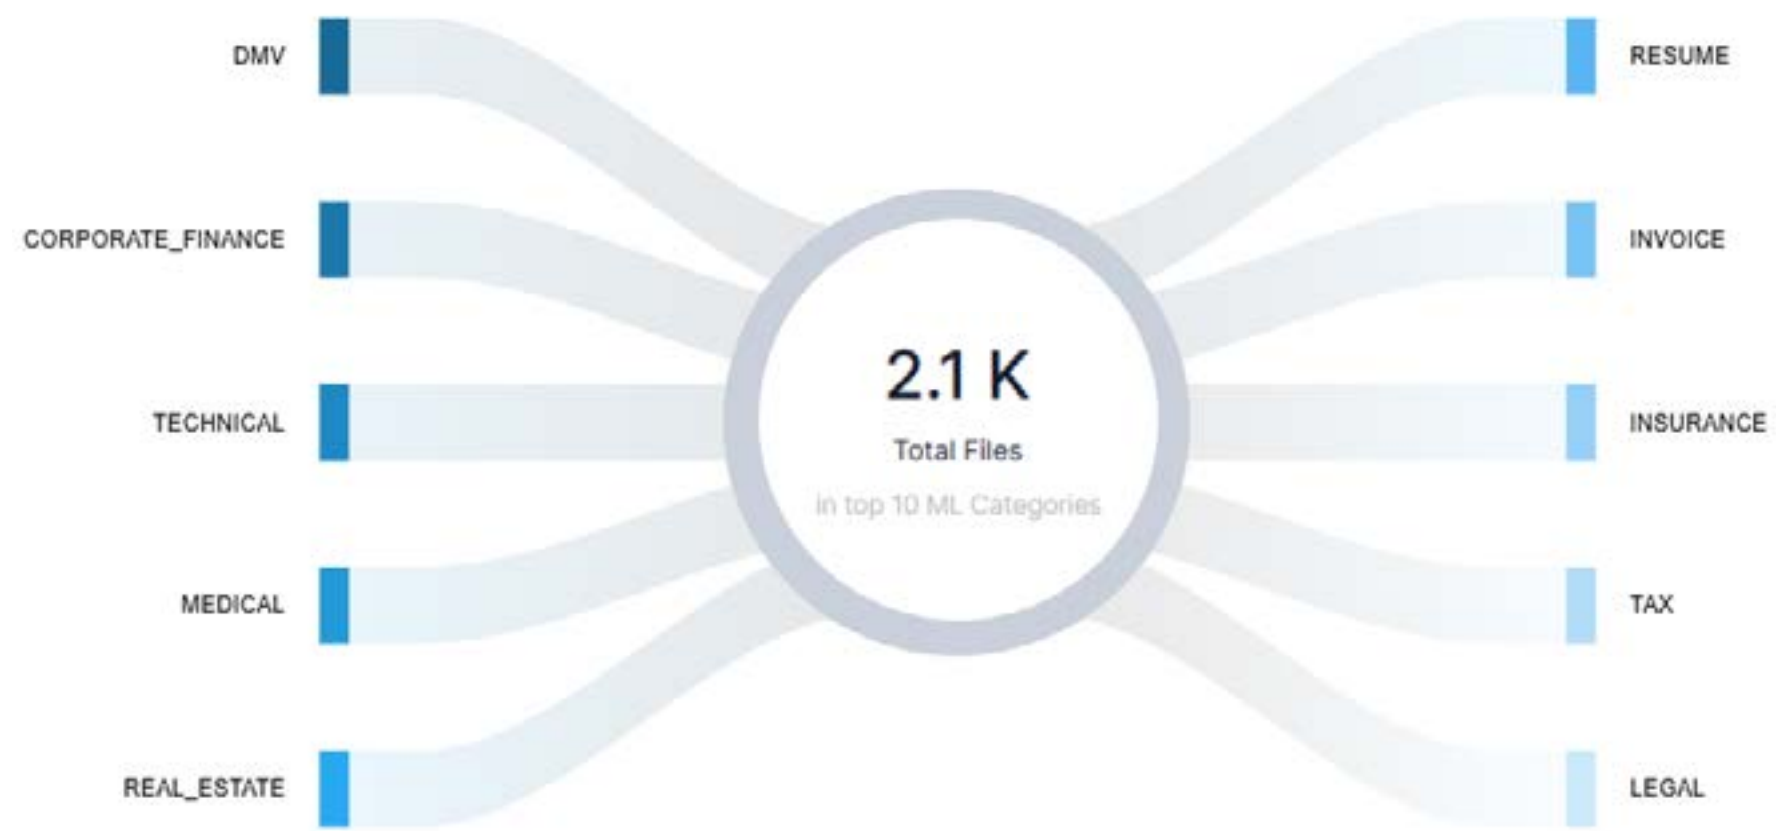 DMV
CORPORATE_FINANCE
TECHNICAL
MEDICAL
REAL_ESTATE
2.1 K
Total Files
in top 10 ML Categories
RESUME
INVOICE
INSURANCE
TAX
LEGAL